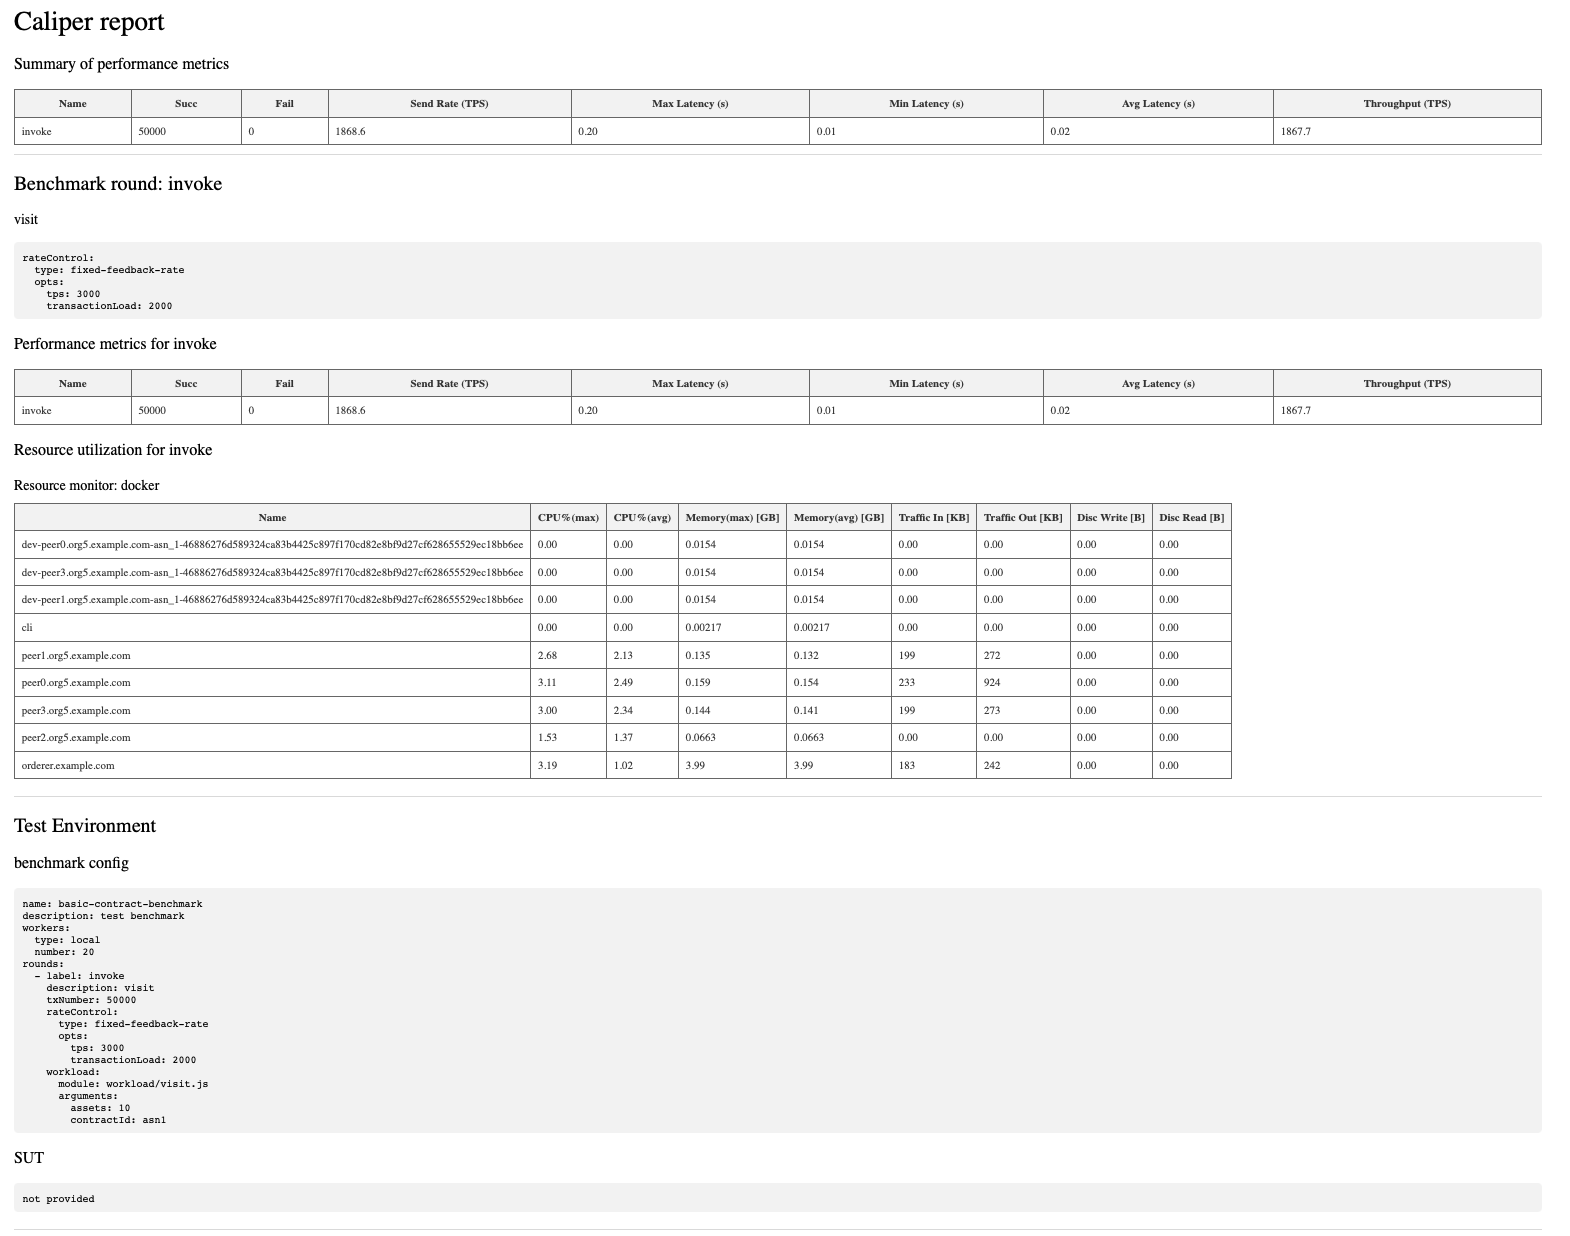 Caliper report
Summary of performance metrics
Name Succ Fail Send Rate (TPS) Max Latency (s) Min Latency (s) Avg Latency (s) Throughput (TPS)
invoke 50000 0 1868.6 0.20 0.01 0.02 1867.7
Benchmark round: invoke
visit
rateControl:
  type: fixed-feedback-rate
  opts:
    tps: 3000
    transactionLoad: 2000
Performance metrics for invoke
Name Succ Fail Send Rate (TPS) Max Latency (s) Min Latency (s) Avg Latency (s) Throughput (TPS)
invoke 50000 0 1868.6 0.20 0.01 0.02 1867.7
Resource utilization for invoke
Resource monitor: docker
Name CPU%(max) CPU%(avg) Memory(max) [GB] Memory(avg) [GB] Traffic In [KB] Traffic Out [KB] Disc Write [B] Disc Read [B]
dev-peer0.org5.example.com-asn_1-46886276d589324ca83b4425c897f170cd82e8bf9d27cf628655529ec18bb6ee 0.00 0.00 0.0154 0.0154 0.00 0.00 0.00 0.00
dev-peer3.org5.example.com-asn_1-46886276d589324ca83b4425c897f170cd82e8bf9d27cf628655529ec18bb6ee 0.00 0.00 0.0154 0.0154 0.00 0.00 0.00 0.00
dev-peer1.org5.example.com-asn_1-46886276d589324ca83b4425c897f170cd82e8bf9d27cf628655529ec18bb6ee 0.00 0.00 0.0154 0.0154 0.00 0.00 0.00 0.00
cli 0.00 0.00 0.00217 0.00217 0.00 0.00 0.00 0.00
peer1.org5.example.com 2.68 2.13 0.135 0.132 199 272 0.00 0.00
peer0.org5.example.com 3.11 2.49 0.159 0.154 233 924 0.00 0.00
peer3.org5.example.com 3.00 2.34 0.144 0.141 199 273 0.00 0.00
peer2.org5.example.com 1.53 1.37 0.0663 0.0663 0.00 0.00 0.00 0.00
orderer.example.com 3.19 1.02 3.99 3.99 183 242 0.00 0.00
Test Environment
benchmark config
name: basic-contract-benchmark
description: test benchmark
workers:
  type: local
  number: 20
rounds:
  - label: invoke
    description: visit
    txNumber: 50000
    rateControl:
      type: fixed-feedback-rate
      opts:
        tps: 3000
        transactionLoad: 2000
    workload:
      module: workload/visit.js
      arguments:
        assets: 10
        contractId: asn1
SUT
not provided